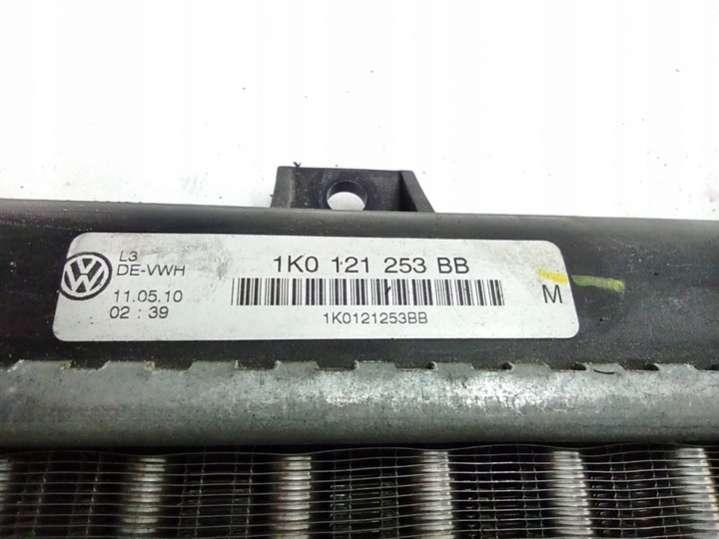 L3
DE-VWH
11.05.10
02 : 39
1K0 121 253 BB
1K0121253BB
M